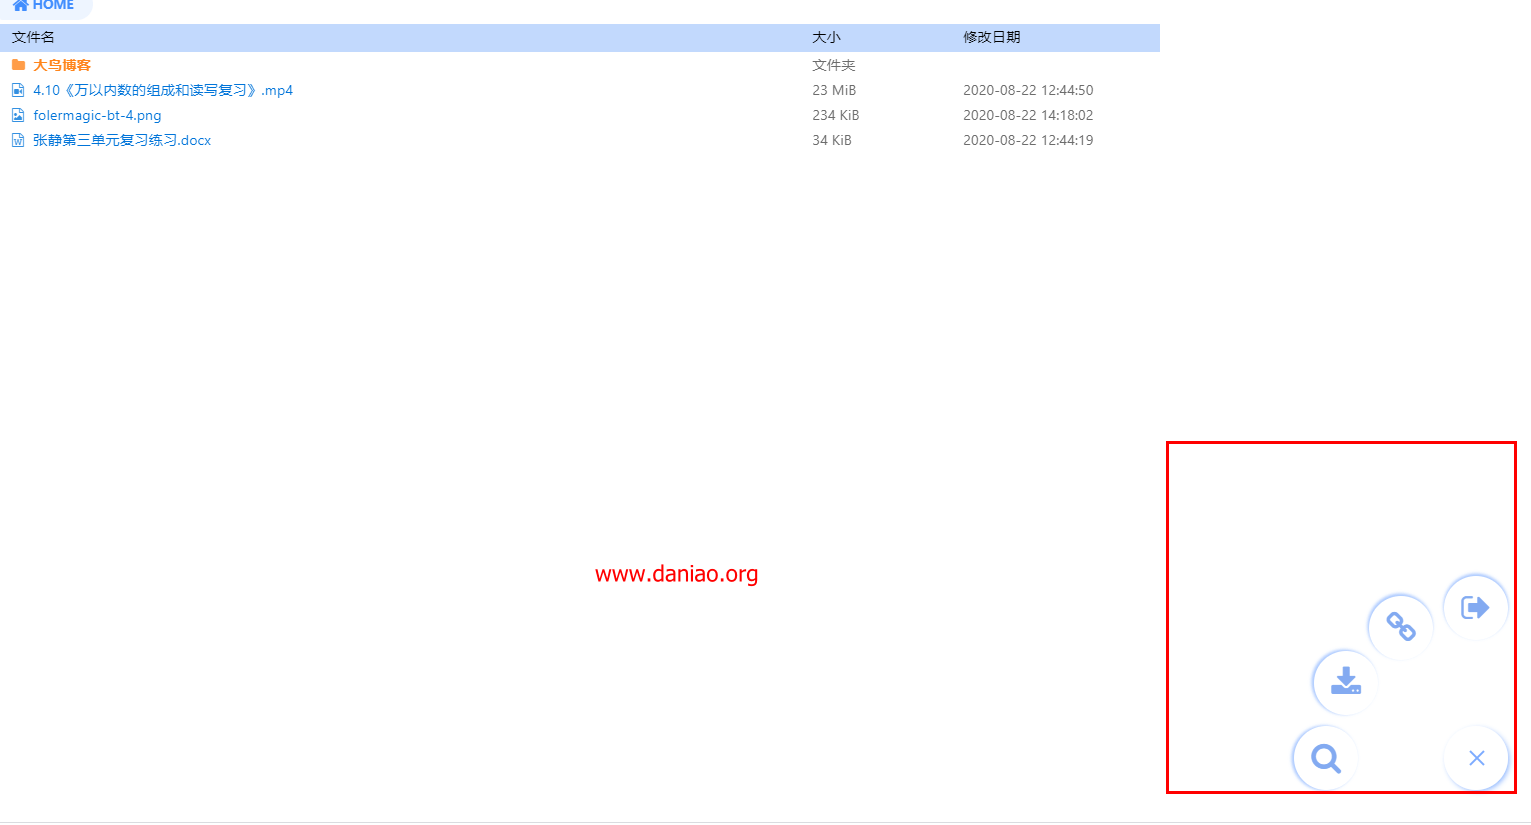 HOME
文件名 大小 修改日期
大鸟博客 文件夹
4.10《万以内数的组成和读写复习》.mp4 23 MiB 2020-08-22 12:44:50
folermagic-bt-4.png 234 KiB 2020-08-22 14:18:02
张静第三单元复习练习.docx 34 KiB 2020-08-22 12:44:19
www.daniao.org